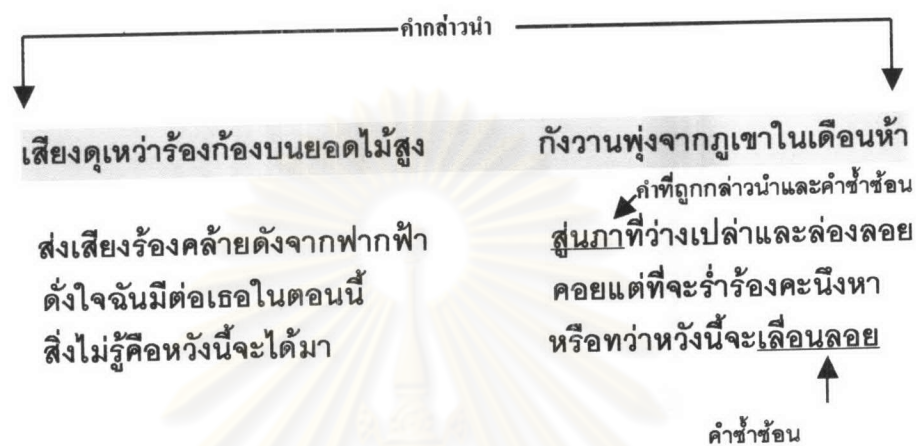 คำกล่าวนำ
เสียงดุเหว่าร้องก้องบนยอดไม้สูง กังวานพุ่งจากภูเขาในเดือนห้า
คำที่ถูกกล่าวนำและคำซ้ำซ้อน
ส่งเสียงร้องคล้ายดังจากฟากฟ้า สู่นภาที่ว่างเปล่าและล่องลอย
ดั่งใจฉันมีต่อเธอในตอนนี้ คอยแต่ที่จะร่ำร้องคะนึงหา
สิ่งไม่รู้คือหวังนี้จะได้มา หรือทว่าหวังนี้จะเลื่อนลอย
คำซ้ำซ้อน